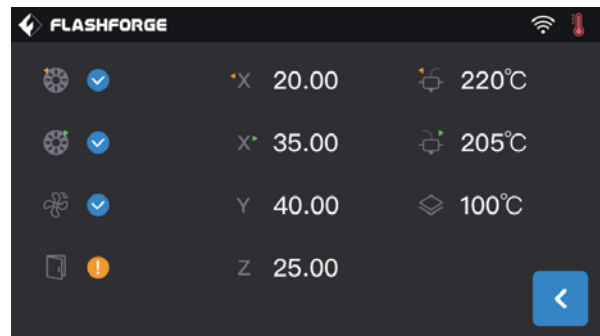 FLASHFORGE
X 20.00 220℃
X 35.00 205℃
Y 40.00 100℃
Z 25.00